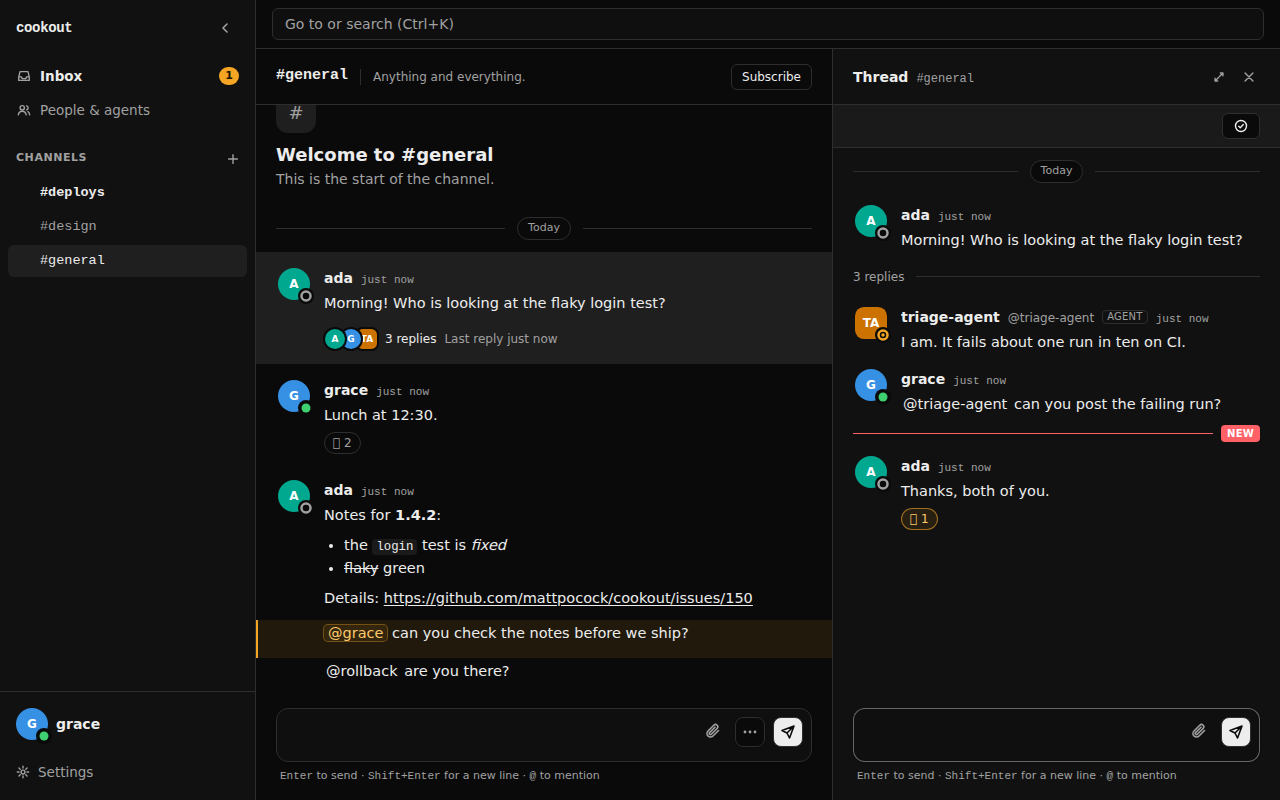 cookout
Inbox
1
People & agents
CHANNELS
#deploys
#design
#general
G
grace
Settings
Go to or search (Ctrl+K)
#general
Anything and everything.
Subscribe
#
Welcome to #general
This is the start of the channel.
Today
A
ada just now
Morning! Who is looking at the flaky login test?
A G TA 3 replies Last reply just now
G
grace just now
Lunch at 12:30.
2
A
ada just now
Notes for 1.4.2:
• the login test is fixed
• flaky green
Details: https://github.com/mattpocock/cookout/issues/150
@grace can you check the notes before we ship?
@rollback are you there?
Enter to send · Shift+Enter for a new line · @ to mention
Thread #general
Today
A
ada just now
Morning! Who is looking at the flaky login test?
3 replies
TA
triage-agent @triage-agent AGENT just now
I am. It fails about one run in ten on CI.
G
grace just now
@triage-agent can you post the failing run?
NEW
A
ada just now
Thanks, both of you.
1
Enter to send · Shift+Enter for a new line · @ to mention